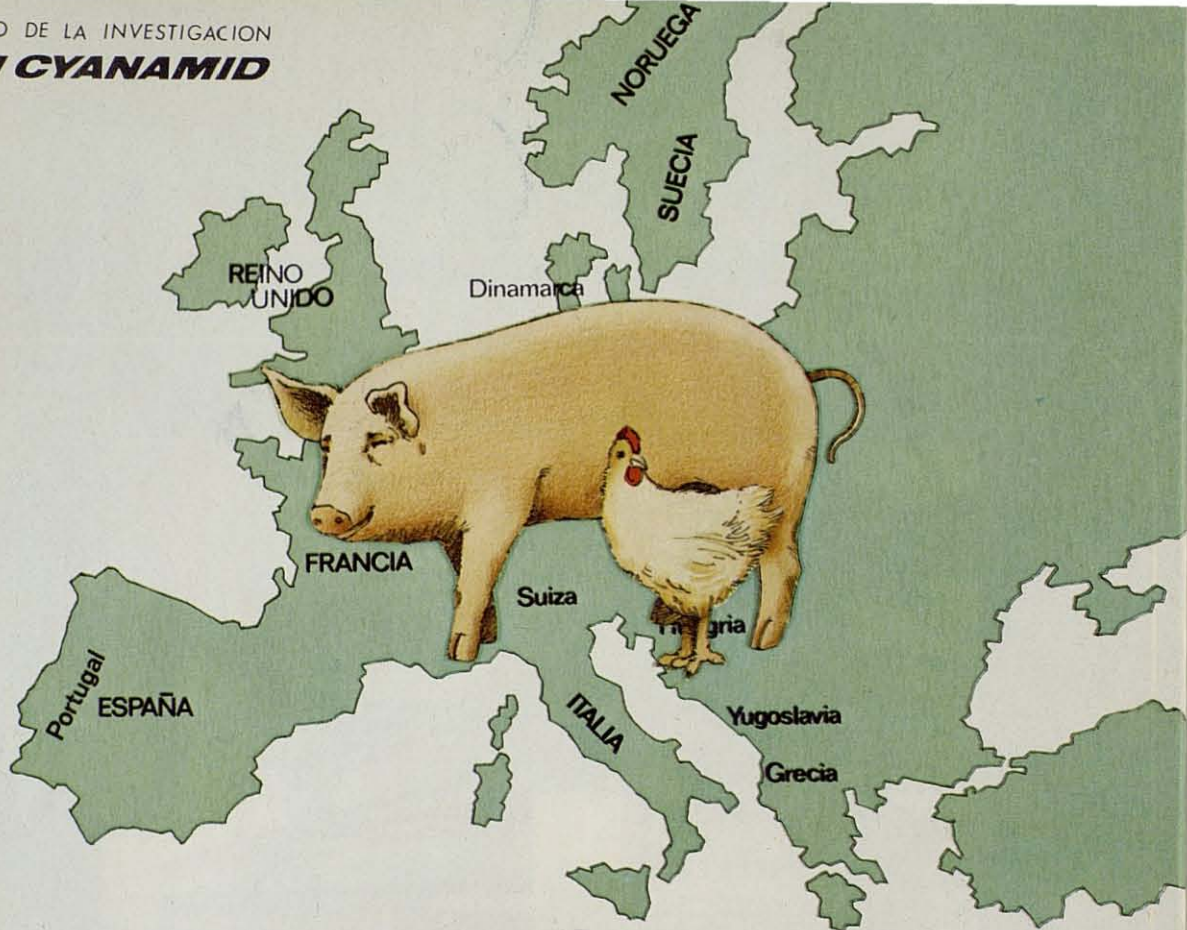 DE LA INVESTIGACION
CYANAMID
NORUEGA
SUECIA
REINO
UNIDO
Dinamarca
FRANCIA
Suiza
Portugal
ESPAÑA
ITALIA
Yugoslavia
Grecia